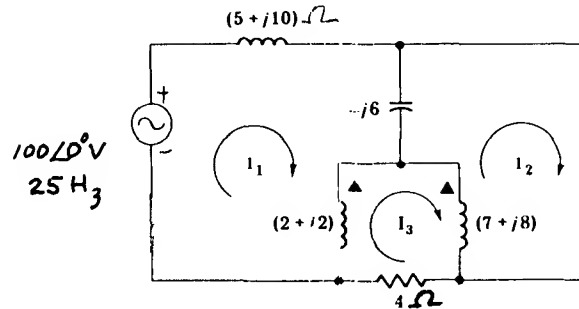 (5 + j10) Ω
+
-j6
100∠0°V
-
25 Hz
I₁
I₂
(2 + j2)
I₃
(7 + j8)
4 Ω